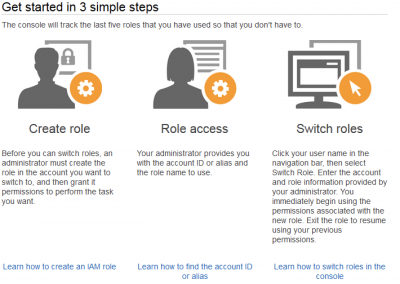 Get started in 3 simple steps
The console will track the last five roles that you have used so that you don't have to.
Create role
Before you can switch roles, an
administrator must create the
role in the account you want to
switch to, and then grant it
permissions to perform the task
you want.
Learn how to create an IAM role
Role access
Your administrator provides you
with the account ID or alias and
the role name to use.
Learn how to find the account ID
or alias
Switch roles
Click your user name in the
navigation bar, then select
Switch Role. Enter the account
and role information provided by
your administrator. You
immediately begin using the
permissions associated with the
new role. Exit the role to resume
using your previous
permissions.
Learn how to switch roles in the
console